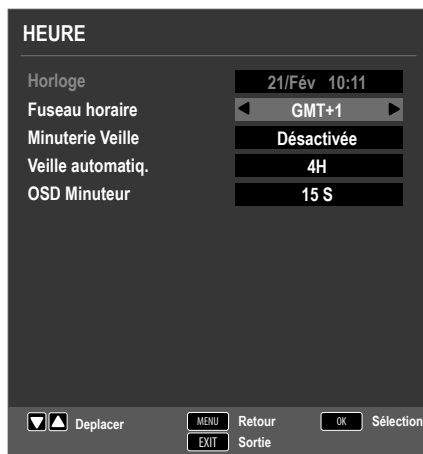 HEURE
Horloge 21/Fév 10:11
Fuseau horaire GMT+1
Minuterie Veille Désactivée
Veille automatiq. 4H
OSD Minuteur 15 S
Deplacer MENU Retour OK Sélection
EXIT Sortie